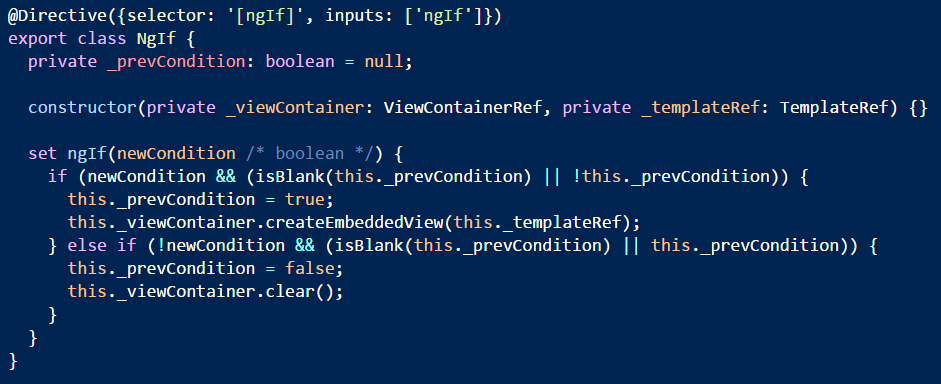 @Directive({selector: '[ngIf]', inputs: ['ngIf']})
export class NgIf {
  private _prevCondition: boolean = null;

  constructor(private _viewContainer: ViewContainerRef, private _templateRef: TemplateRef) {}

  set ngIf(newCondition /* boolean */) {
    if (newCondition && (isBlank(this._prevCondition) || !this._prevCondition)) {
      this._prevCondition = true;
      this._viewContainer.createEmbeddedView(this._templateRef);
    } else if (!newCondition && (isBlank(this._prevCondition) || this._prevCondition)) {
      this._prevCondition = false;
      this._viewContainer.clear();
    }
  }
}